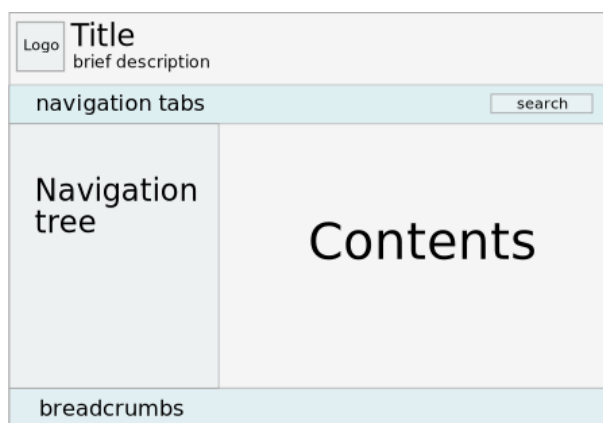 Logo
Title
brief description
navigation tabs
search
Navigation
tree
Contents
breadcrumbs